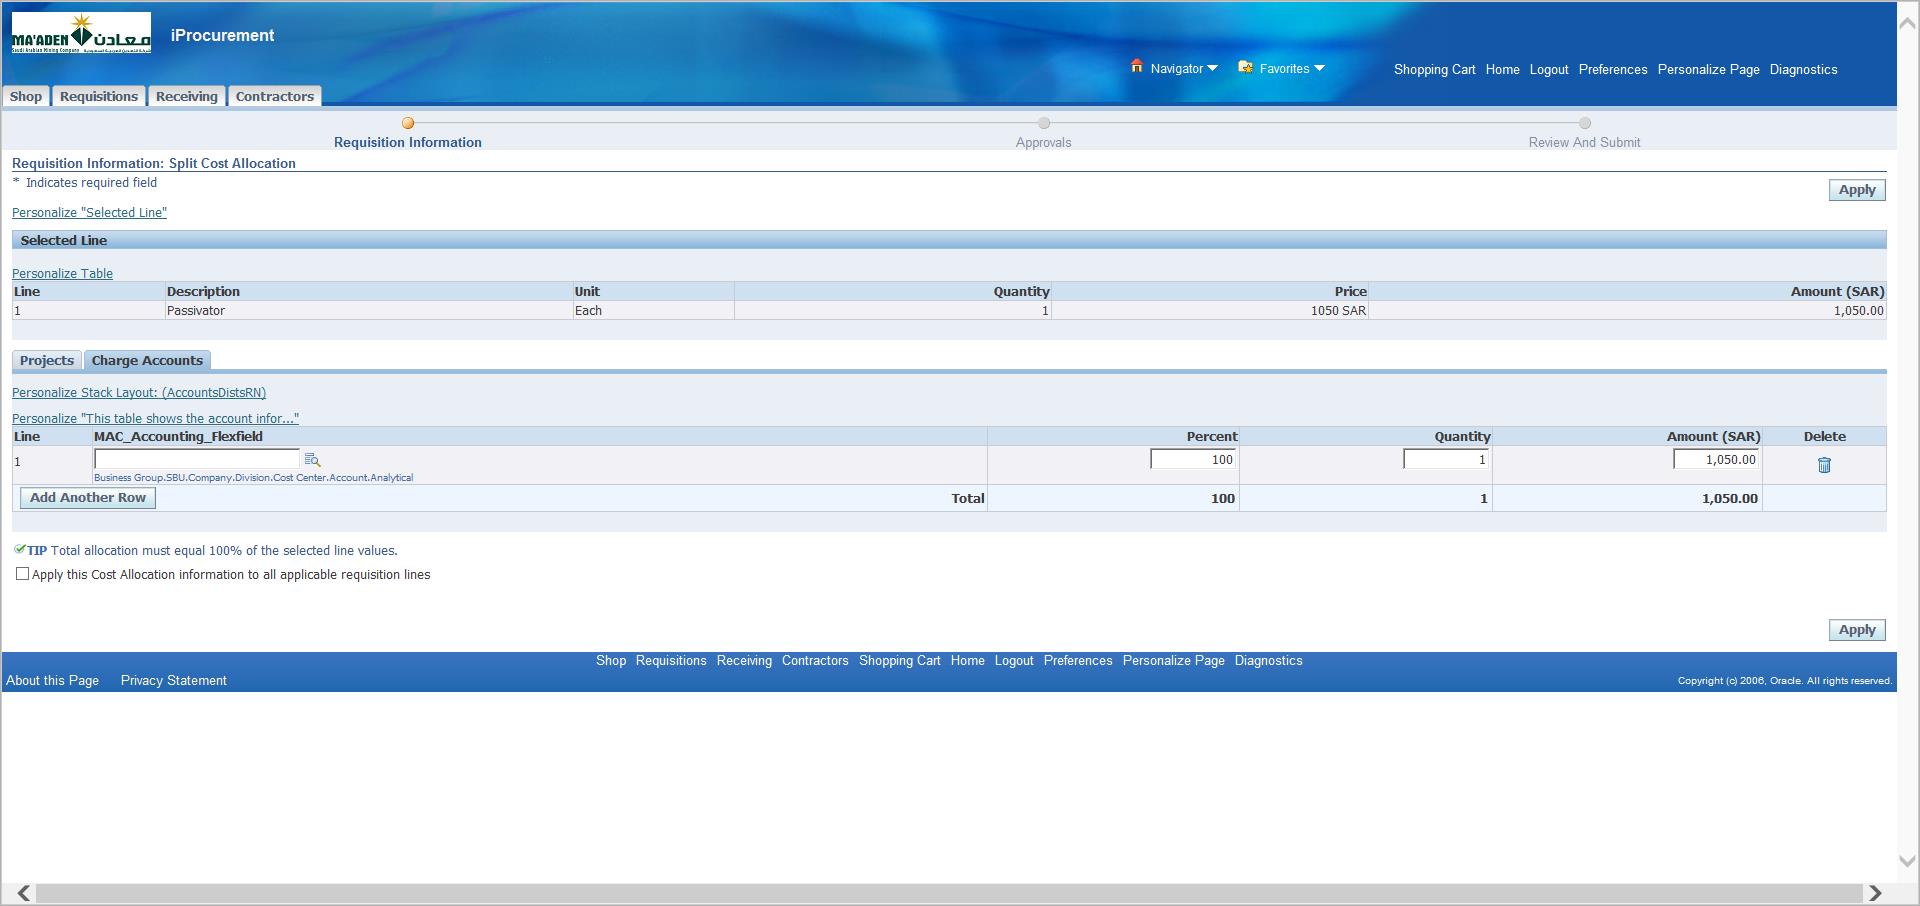 MA'ADEN معادن
Saudi Arabian Mining Company
iProcurement
Navigator Favorites Shopping Cart Home Logout Preferences Personalize Page Diagnostics
Shop Requisitions Receiving Contractors
Requisition Information Approvals Review And Submit
Requisition Information: Split Cost Allocation
* Indicates required field
Apply
Personalize "Selected Line"
Selected Line
Personalize Table
Line Description Unit Quantity Price Amount (SAR)
1 Passivator Each 1 1050 SAR 1,050.00
Projects Charge Accounts
Personalize Stack Layout: (AccountsDistsRN)
Personalize "This table shows the account infor..."
Line MAC_Accounting_Flexfield Percent Quantity Amount (SAR) Delete
1 100 1 1,050.00
Business Group.SBU.Company.Division.Cost Center.Account.Analytical
Add Another Row Total 100 1 1,050.00
TIP Total allocation must equal 100% of the selected line values.
Apply this Cost Allocation information to all applicable requisition lines
Apply
Shop Requisitions Receiving Contractors Shopping Cart Home Logout Preferences Personalize Page Diagnostics
About this Page Privacy Statement Copyright (c) 2006, Oracle. All rights reserved.